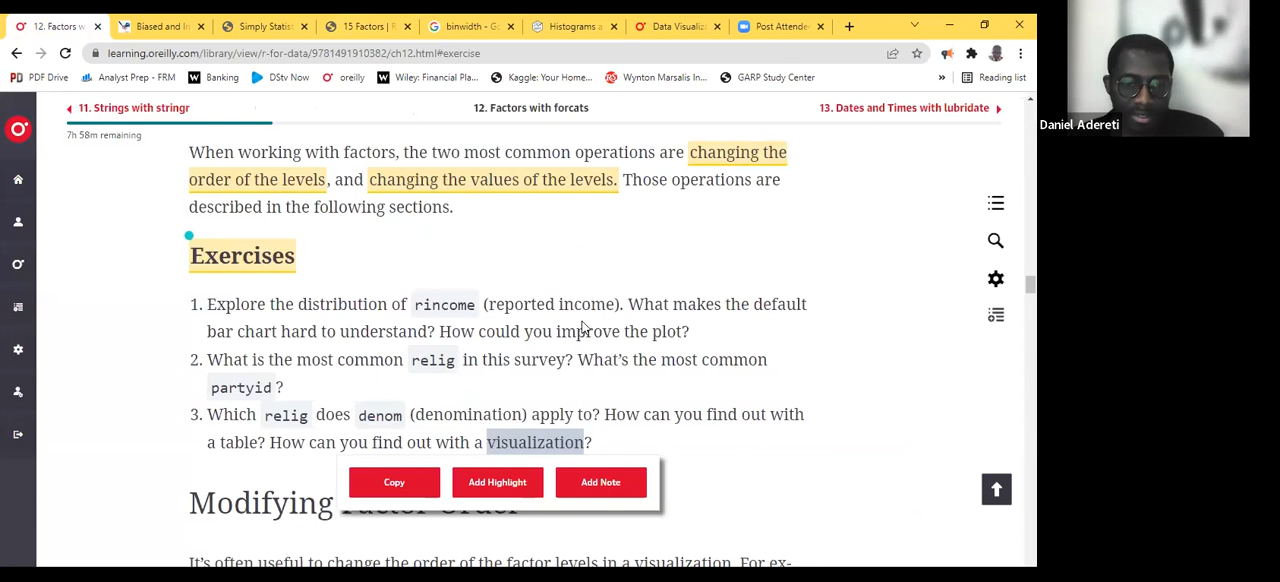 12. Factors w
Biased and In
Simply Statist
15 Factors | R
binwidth - Go
Histograms a
Data Visualiz
Post Attende
learning.oreilly.com/library/view/r-for-data/9781491910382/ch12.html#exercise
PDF Drive
Analyst Prep - FRM
Banking
DStv Now
oreilly
Wiley: Financial Pla...
Kaggle: Your Home...
Wynton Marsalis In...
GARP Study Center
»
Reading list
11. Strings with stringr
12. Factors with forcats
13. Dates and Times with lubridate
7h 58m remaining
When working with factors, the two most common operations are changing the
order of the levels, and changing the values of the levels. Those operations are
described in the following sections.
Exercises
1. Explore the distribution of rincome (reported income). What makes the default
bar chart hard to understand? How could you improve the plot?
2. What is the most common relig in this survey? What's the most common
partyid?
3. Which relig does denom (denomination) apply to? How can you find out with
a table? How can you find out with a visualization?
Copy
Add Highlight
Add Note
Modifying Factor Order
It's often useful to change the order of the factor levels in a visualization. For ex-
Daniel Adereti